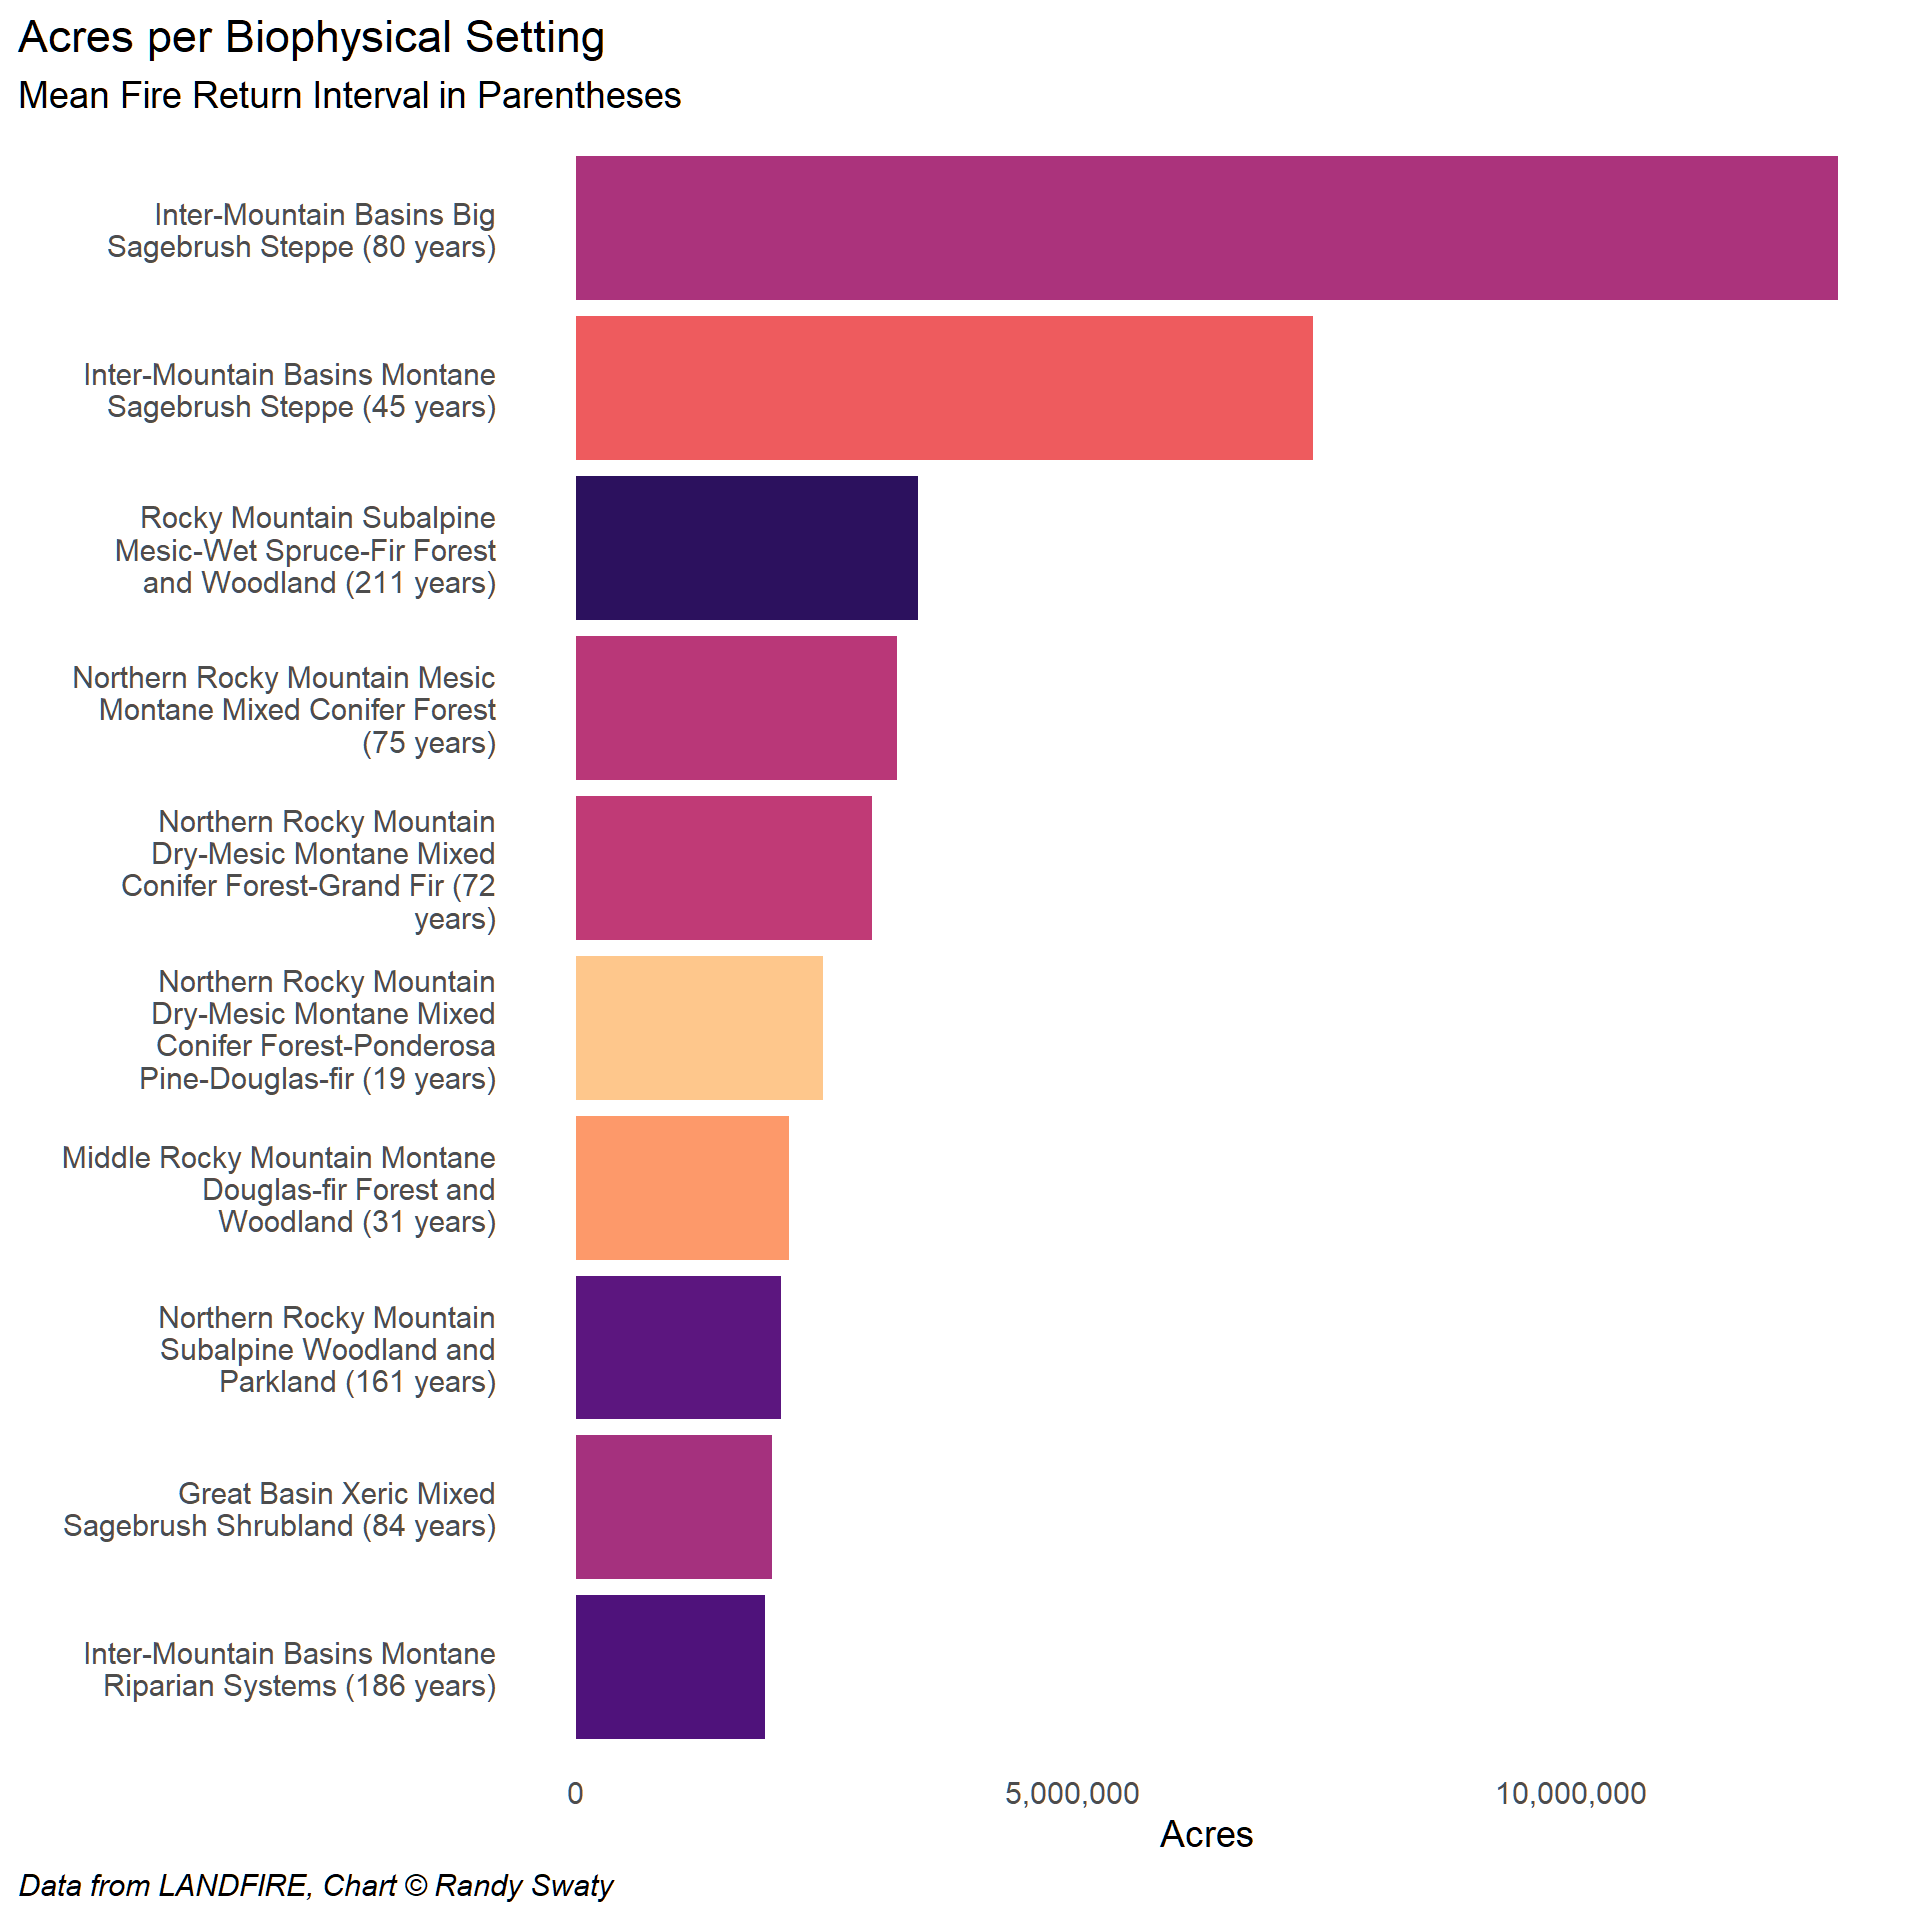 Acres per Biophysical Setting
Mean Fire Return Interval in Parentheses
Inter-Mountain Basins Big
Sagebrush Steppe (80 years)
Inter-Mountain Basins Montane
Sagebrush Steppe (45 years)
Rocky Mountain Subalpine
Mesic-Wet Spruce-Fir Forest
and Woodland (211 years)
Northern Rocky Mountain Mesic
Montane Mixed Conifer Forest
(75 years)
Northern Rocky Mountain
Dry-Mesic Montane Mixed
Conifer Forest-Grand Fir (72
years)
Northern Rocky Mountain
Dry-Mesic Montane Mixed
Conifer Forest-Ponderosa
Pine-Douglas-fir (19 years)
Middle Rocky Mountain Montane
Douglas-fir Forest and
Woodland (31 years)
Northern Rocky Mountain
Subalpine Woodland and
Parkland (161 years)
Great Basin Xeric Mixed
Sagebrush Shrubland (84 years)
Inter-Mountain Basins Montane
Riparian Systems (186 years)
0 5,000,000 10,000,000
Acres
Data from LANDFIRE, Chart © Randy Swaty